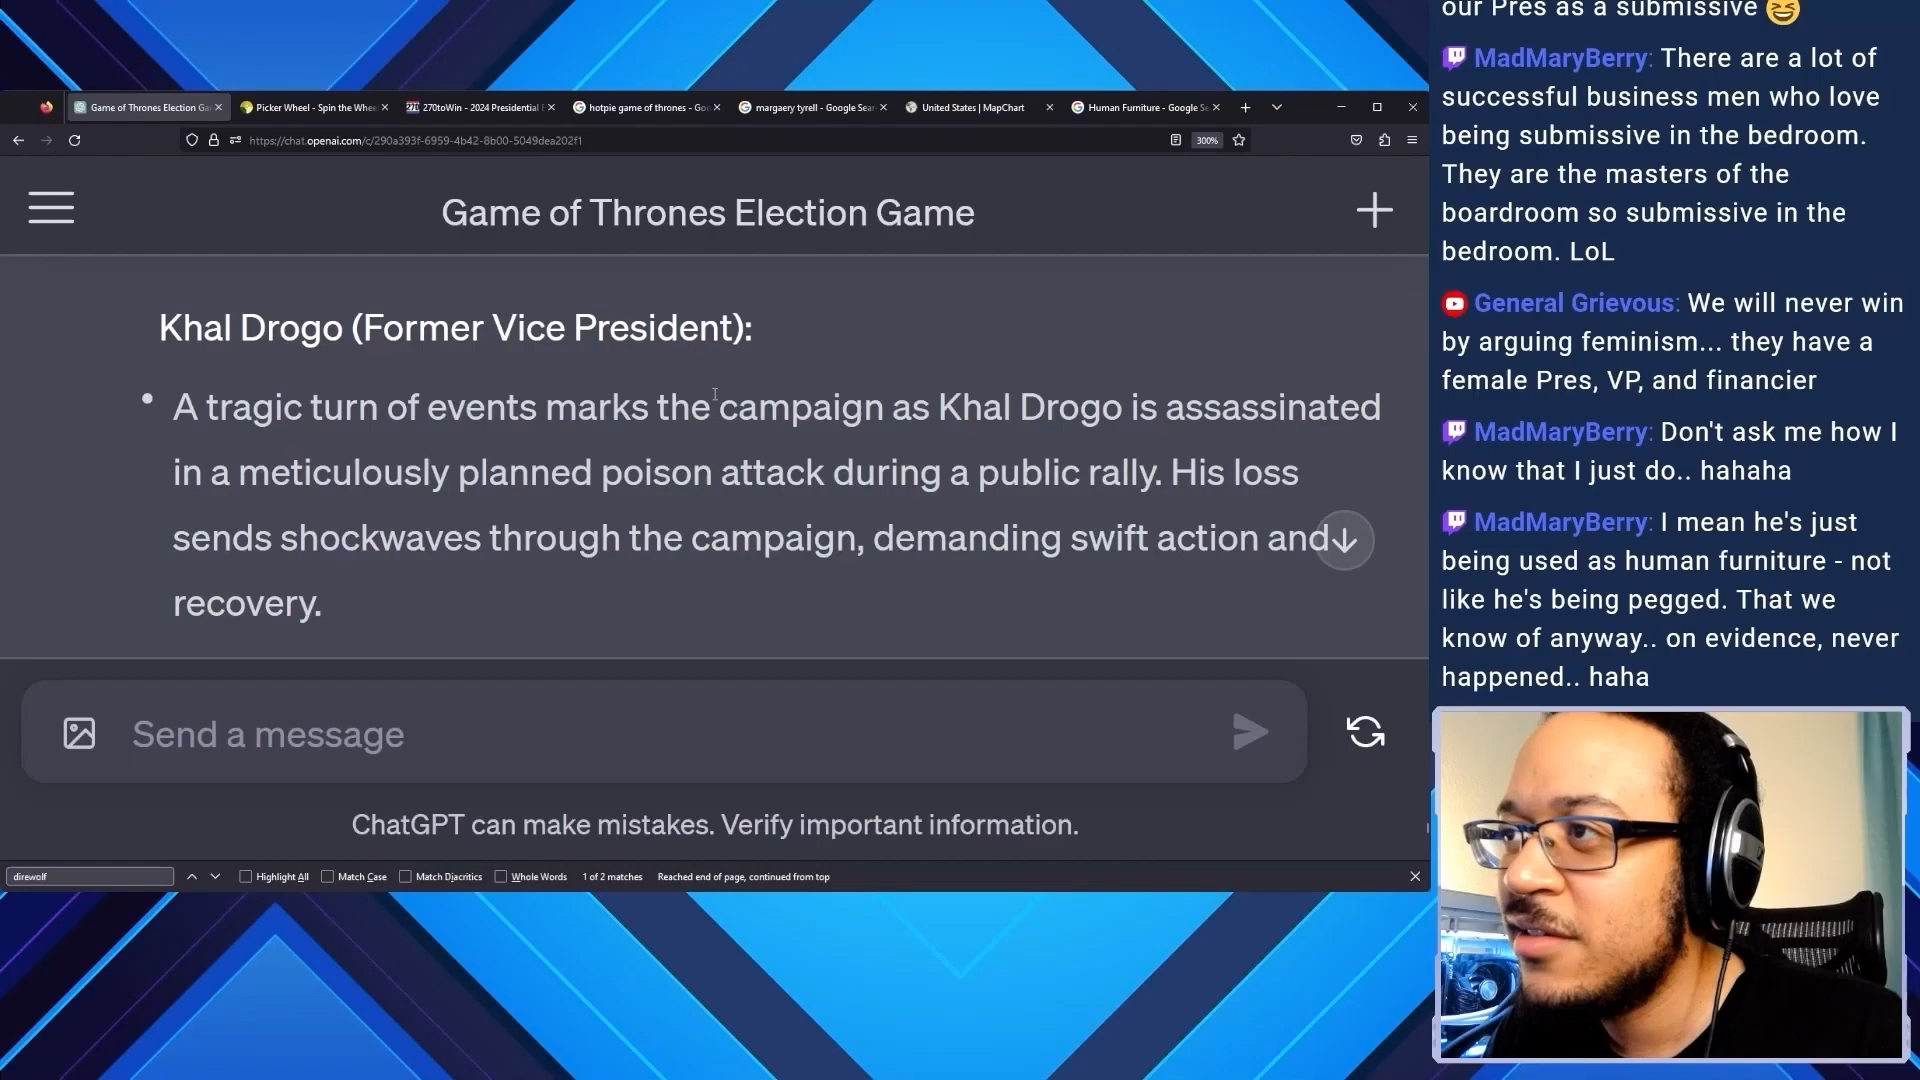 Game of Thrones Election Ga
Picker Wheel - Spin the Whee
270toWin - 2024 Presidential E
hotpie game of thrones - Goo
margaery tyrell - Google Sear
United States | MapChart
Human Furniture - Google Se
https://chat.openai.com/c/290a393f-6959-4b42-8b00-5049dea202f1
300%
Game of Thrones Election Game
Khal Drogo (Former Vice President):
• A tragic turn of events marks the campaign as Khal Drogo is assassinated
in a meticulously planned poison attack during a public rally. His loss
sends shockwaves through the campaign, demanding swift action and
recovery.
Send a message
ChatGPT can make mistakes. Verify important information.
direwolf
Highlight All
Match Case
Match Diacritics
Whole Words
1 of 2 matches
Reached end of page, continued from top
our Pres as a submissive 😆
MadMaryBerry: There are a lot of
successful business men who love
being submissive in the bedroom.
They are the masters of the
boardroom so submissive in the
bedroom. LoL
General Grievous: We will never win
by arguing feminism... they have a
female Pres, VP, and financier
MadMaryBerry: Don't ask me how I
know that I just do.. hahaha
MadMaryBerry: I mean he's just
being used as human furniture - not
like he's being pegged. That we
know of anyway.. on evidence, never
happened.. haha